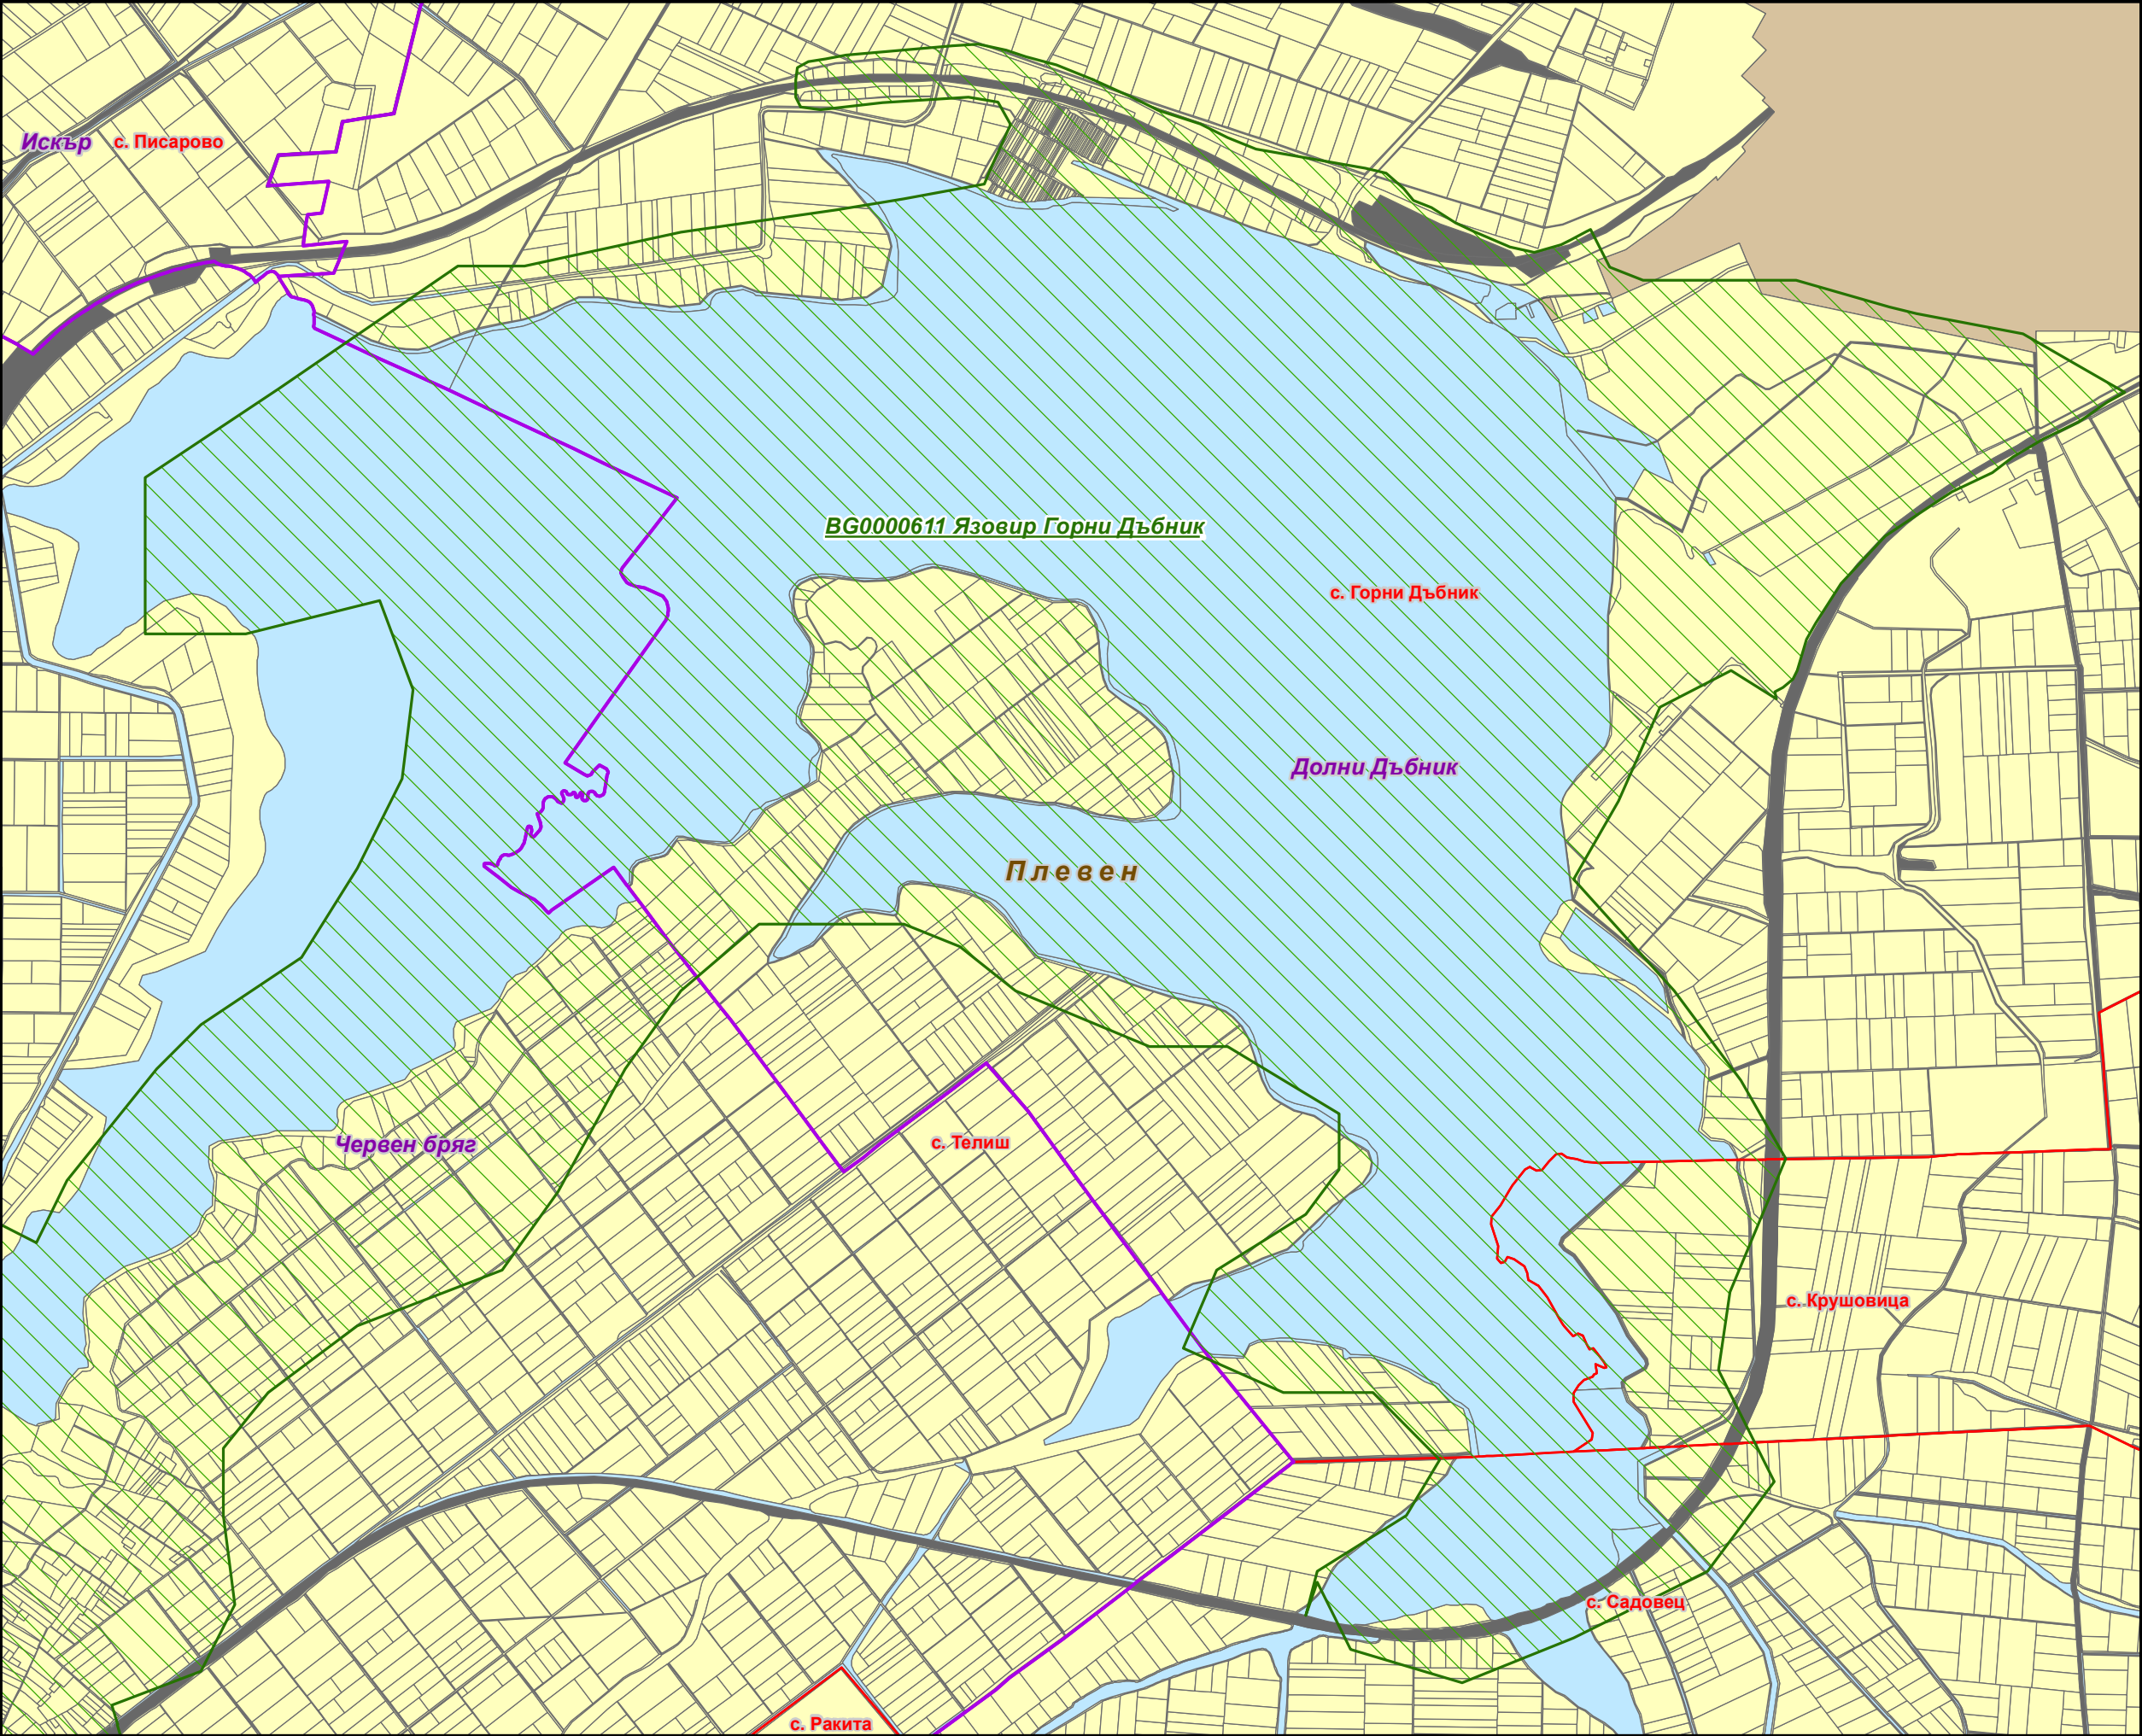 Искър
с. Писарово
BG0000611 Язовир Горни Дъбник
с. Горни Дъбник
Долни Дъбник
Плевен
Червен бряг
с. Телиш
с. Крушовица
с. Садовец
с. Ракита